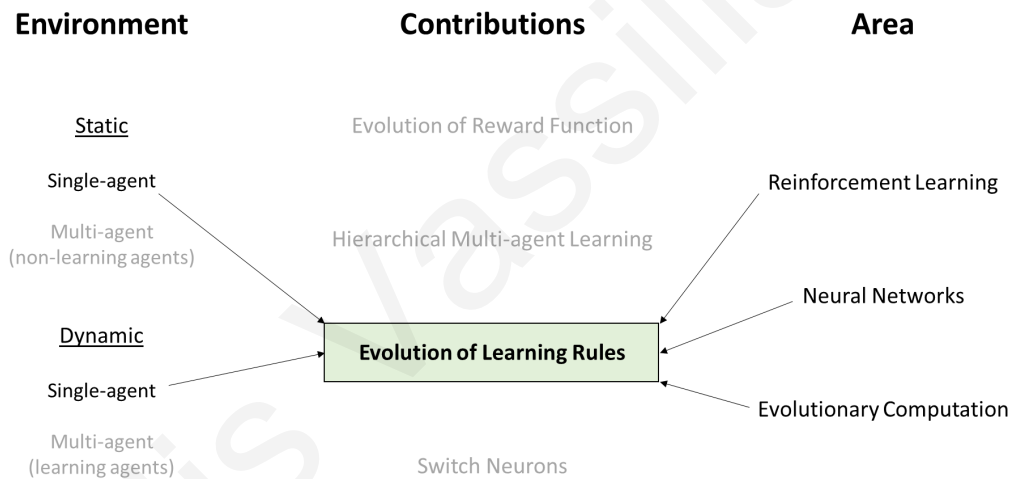 Environment
Contributions
Area
Static
Evolution of Reward Function
Single-agent
Reinforcement Learning
Multi-agent
(non-learning agents)
Hierarchical Multi-agent Learning
Neural Networks
Dynamic
Evolution of Learning Rules
Single-agent
Evolutionary Computation
Multi-agent
(learning agents)
Switch Neurons